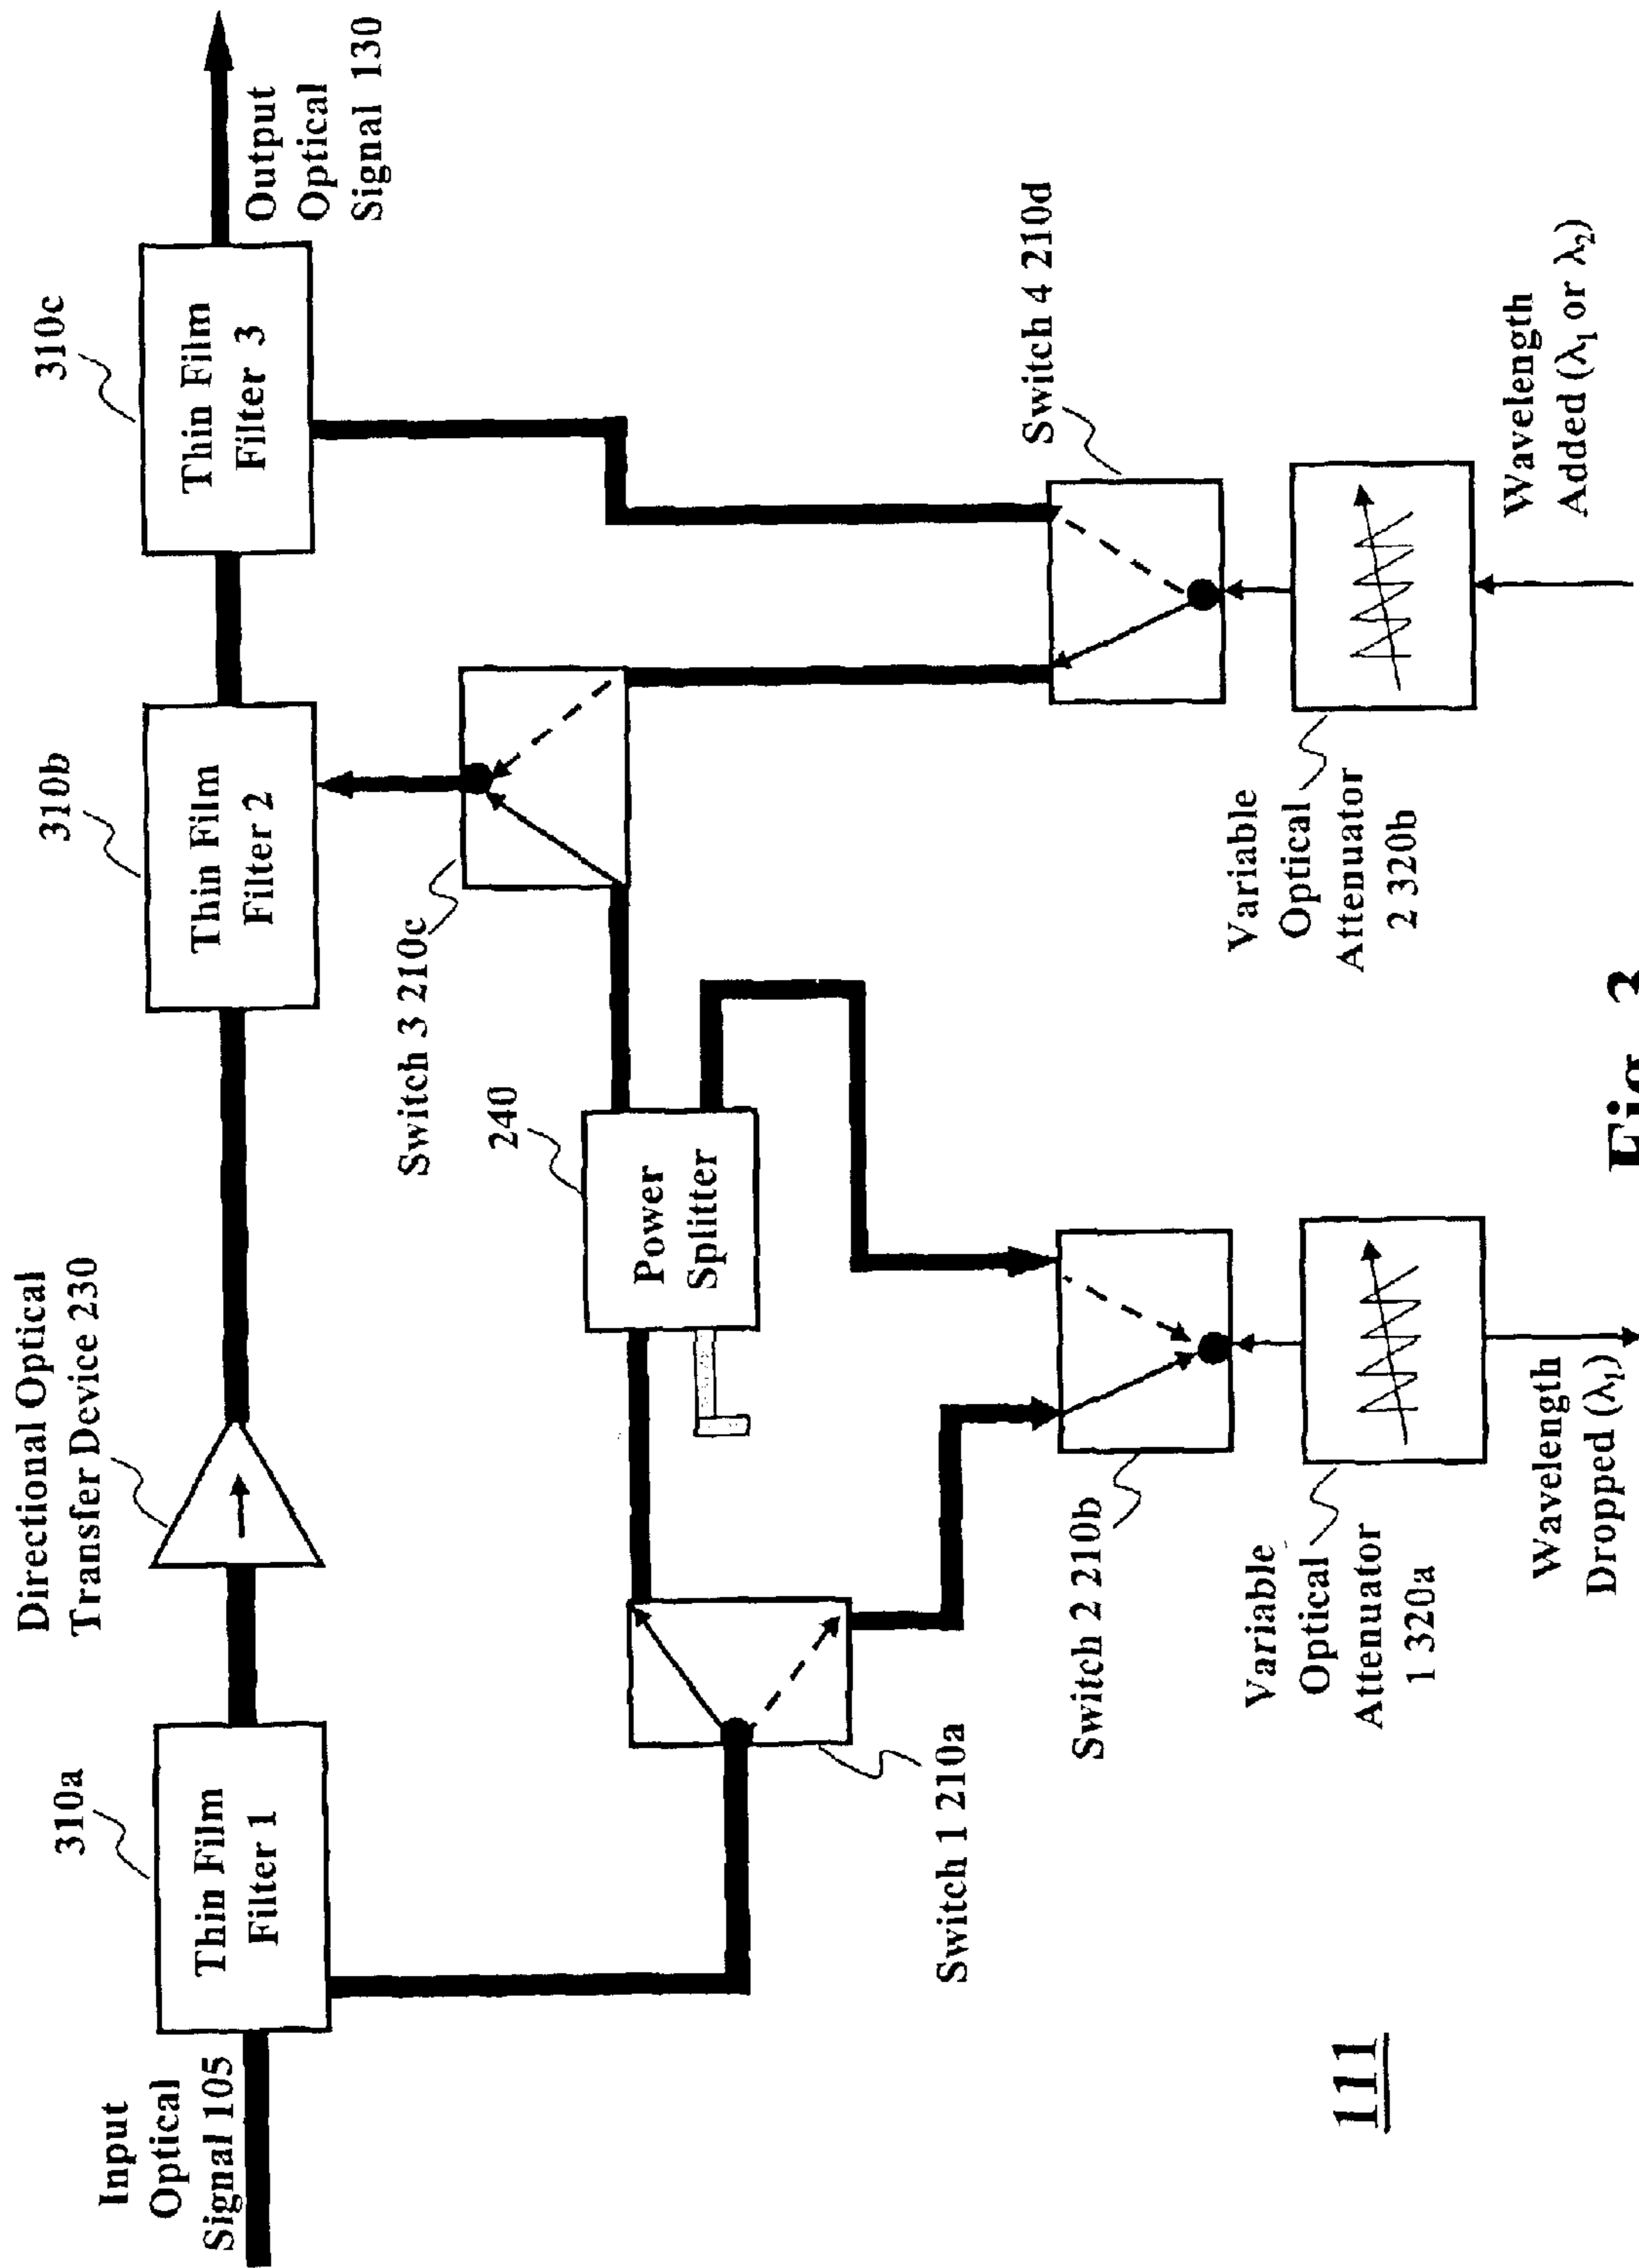 Input
Optical
Signal 105
310a
Thin Film
Filter 1
Directional Optical
Transfer Device 230
310b
Thin Film
Filter 2
310c
Thin Film
Filter 3
Output
Optical
Signal 130
Switch 1 210a
240
Power
Splitter
Switch 3 210c
Switch 2 210b
Switch 4 210d
Variable
Optical
Attenuator
1 320a
Variable
Optical
Attenuator
2 320b
Wavelength
Dropped (λ₁)
Wavelength
Added (λ₁ or λ₂)
111
Fig.